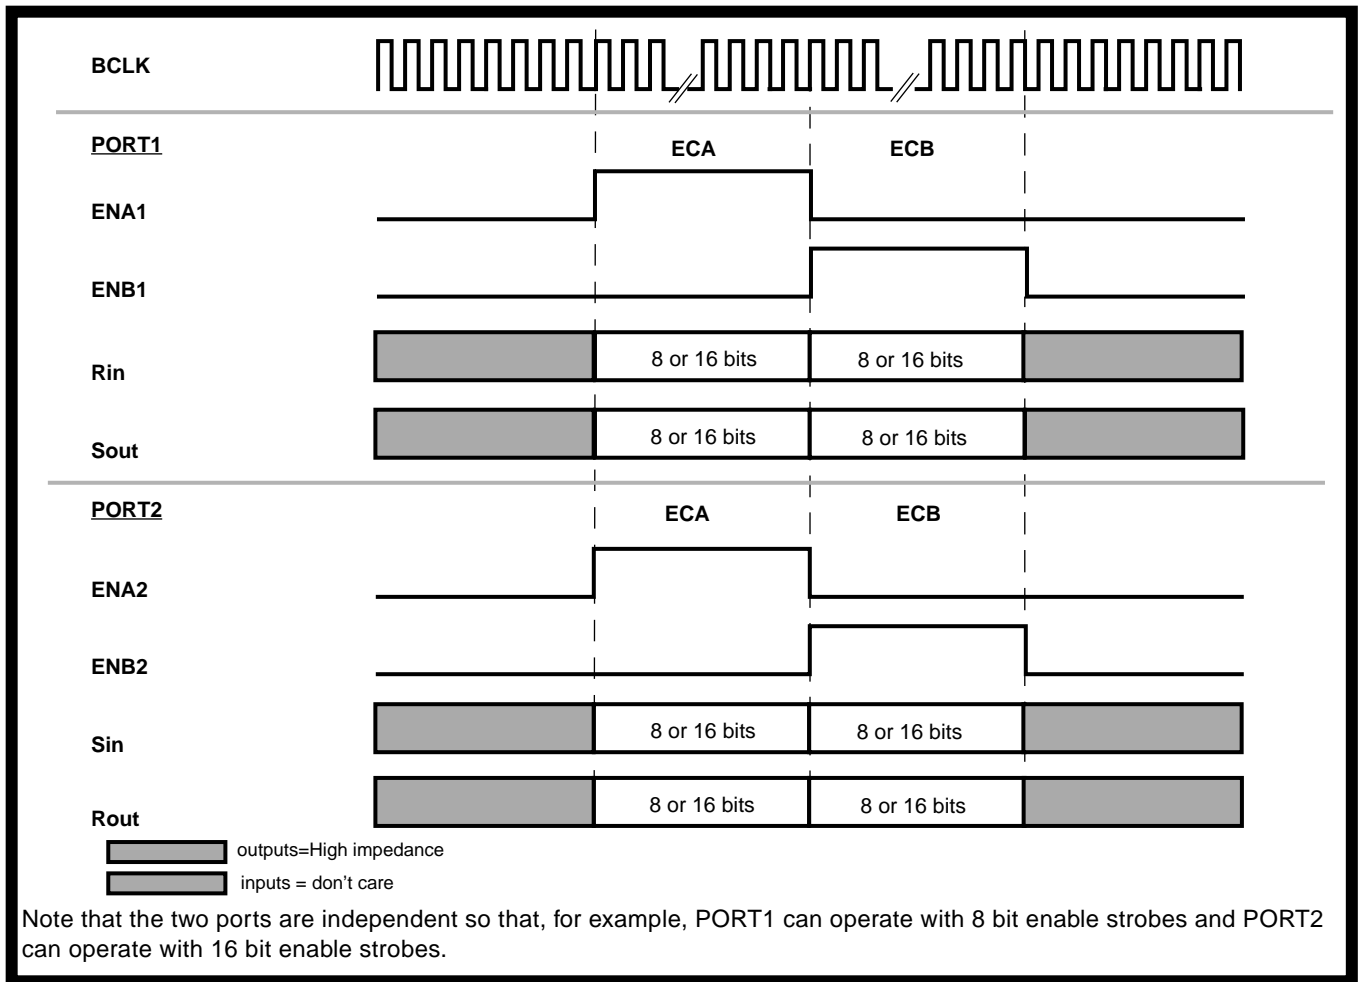 BCLK
PORT1
ECA
ECB
ENA1
ENB1
Rin
8 or 16 bits
8 or 16 bits
Sout
8 or 16 bits
8 or 16 bits
PORT2
ECA
ECB
ENA2
ENB2
Sin
8 or 16 bits
8 or 16 bits
Rout
8 or 16 bits
8 or 16 bits
outputs=High impedance
inputs = don't care
Note that the two ports are independent so that, for example, PORT1 can operate with 8 bit enable strobes and PORT2
can operate with 16 bit enable strobes.